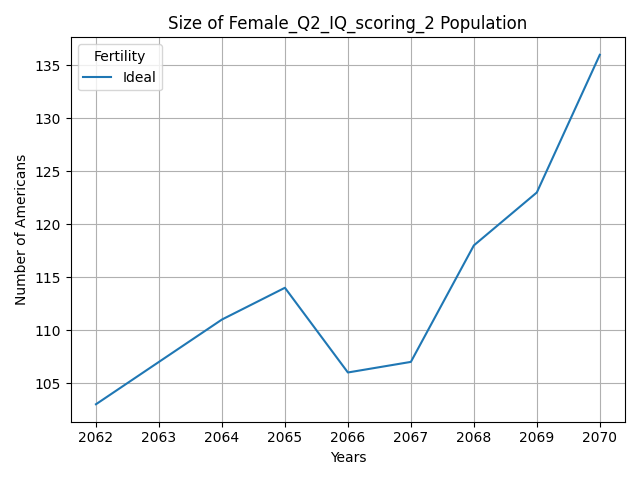 Size of Female_Q2_IQ_scoring_2 Population
Fertility
Ideal
Number of Americans
135
130
125
120
115
110
105
2062 2063 2064 2065 2066 2067 2068 2069 2070
Years